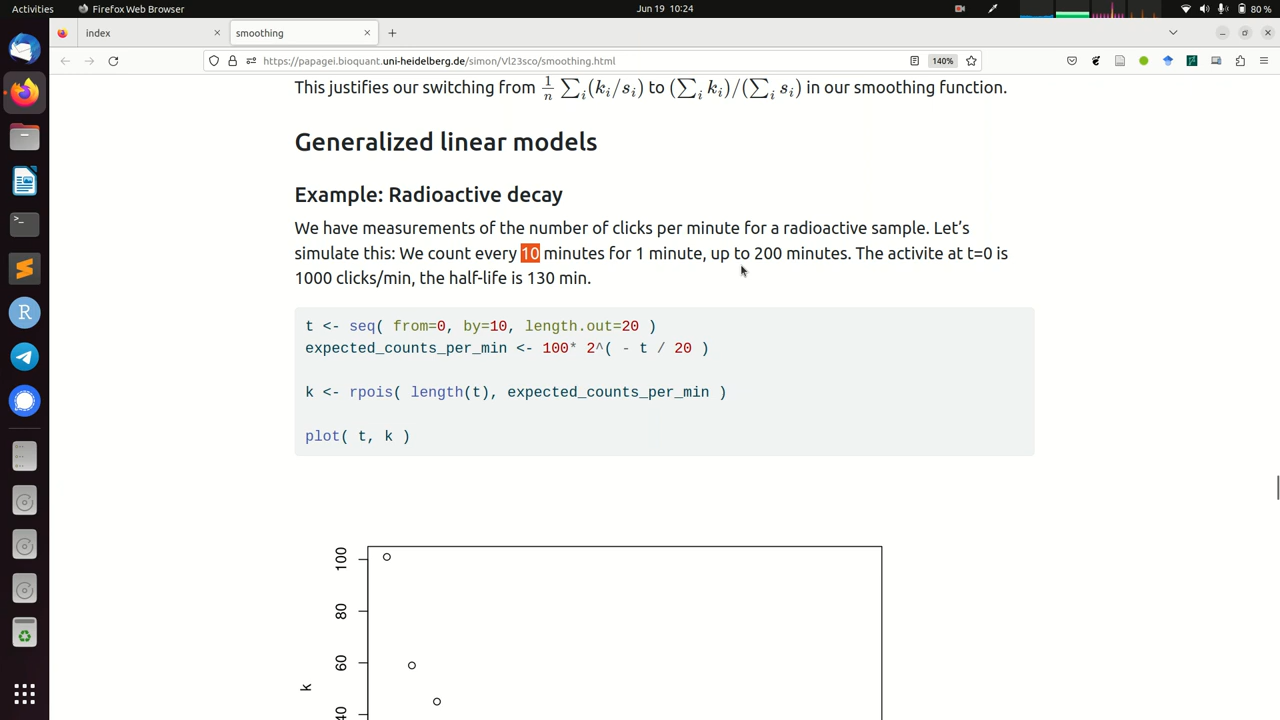 Activities
Firefox Web Browser
Jun 19 10:24
80 %
index
smoothing
https://papagei.bioquant.uni-heidelberg.de/simon/Vl23sco/smoothing.html
140%
This justifies our switching from 1/n ∑i(ki/si) to (∑i ki)/(∑i si) in our smoothing function.
Generalized linear models
Example: Radioactive decay
We have measurements of the number of clicks per minute for a radioactive sample. Let’s
simulate this: We count every 10 minutes for 1 minute, up to 200 minutes. The activite at t=0 is
1000 clicks/min, the half-life is 130 min.
t <- seq( from=0, by=10, length.out=20 )
expected_counts_per_min <- 100* 2^( - t / 20 )
k <- rpois( length(t), expected_counts_per_min )
plot( t, k )
100
80
60
k
40